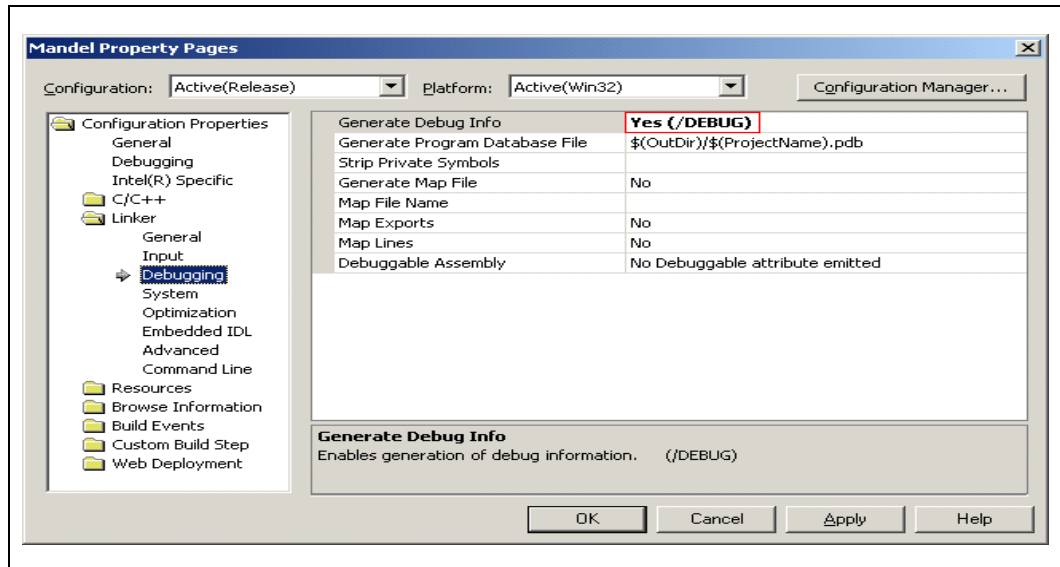 Mandel Property Pages
Configuration: Active(Release) Platform: Active(Win32) Configuration Manager...
Configuration Properties
General
Debugging
Intel(R) Specific
C/C++
Linker
General
Input
Debugging
System
Optimization
Embedded IDL
Advanced
Command Line
Resources
Browse Information
Build Events
Custom Build Step
Web Deployment
Generate Debug Info Yes (/DEBUG)
Generate Program Database File $(OutDir)/$(ProjectName).pdb
Strip Private Symbols
Generate Map File No
Map File Name
Map Exports No
Map Lines No
Debuggable Assembly No Debuggable attribute emitted
Generate Debug Info
Enables generation of debug information. (/DEBUG)
OK Cancel Apply Help